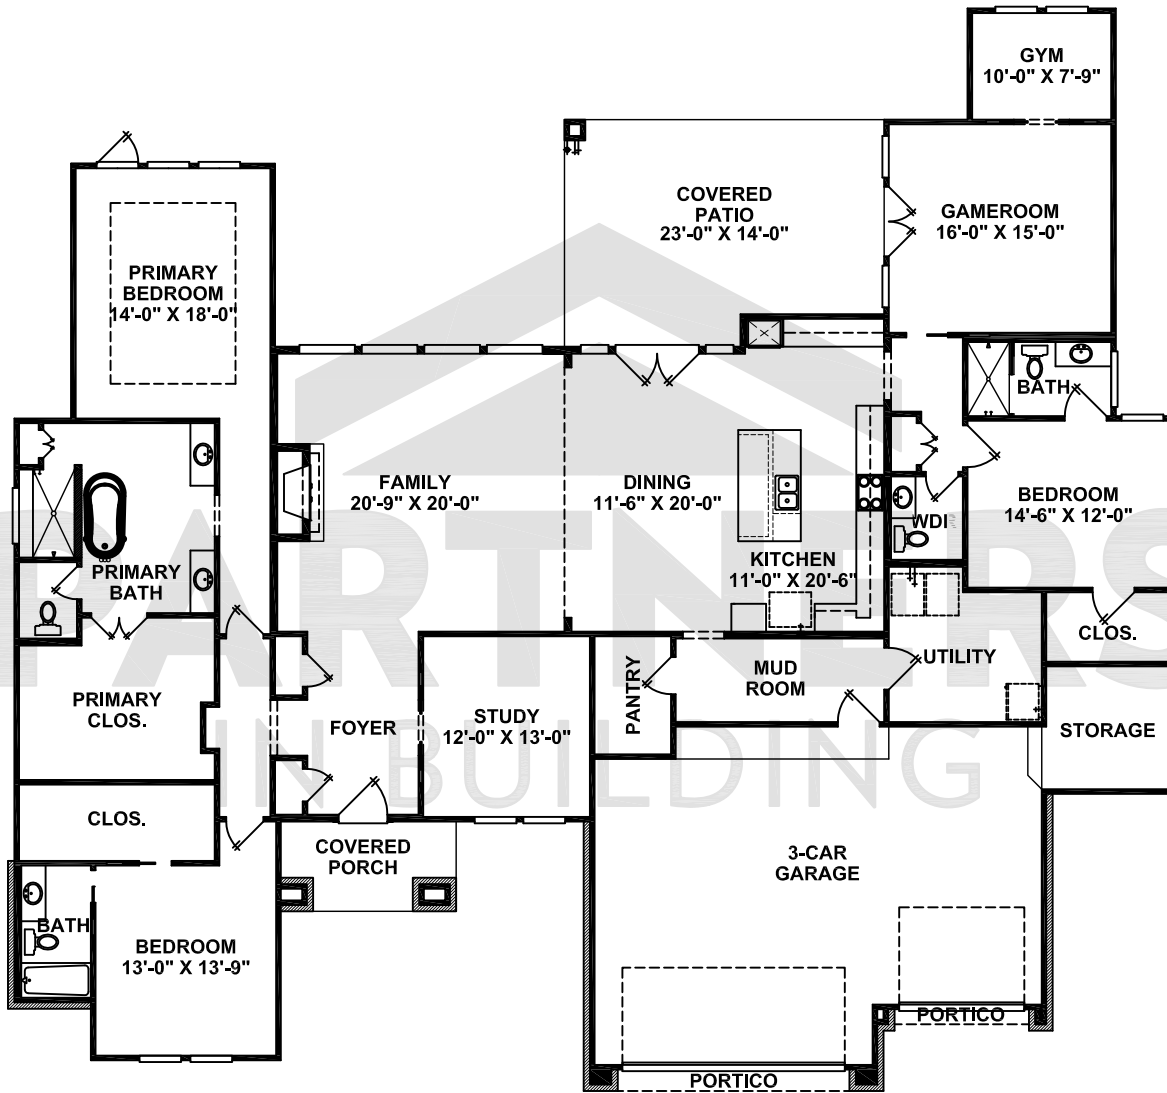 GYM
10'-0" X 7'-9"
COVERED
PATIO
23'-0" X 14'-0"
GAMEROOM
16'-0" X 15'-0"
PRIMARY
BEDROOM
14'-0" X 18'-0"
BATH
FAMILY
20'-9" X 20'-0"
DINING
11'-6" X 20'-0"
BEDROOM
14'-6" X 12'-0"
WDI
KITCHEN
11'-0" X 20'-6"
PRIMARY
BATH
PARTNERS
IN BUILDING
CLOS.
UTILITY
MUD
ROOM
PANTRY
PRIMARY
CLOS.
FOYER
STUDY
12'-0" X 13'-0"
STORAGE
CLOS.
COVERED
PORCH
3-CAR
GARAGE
BATH
BEDROOM
13'-0" X 13'-9"
PORTICO
PORTICO